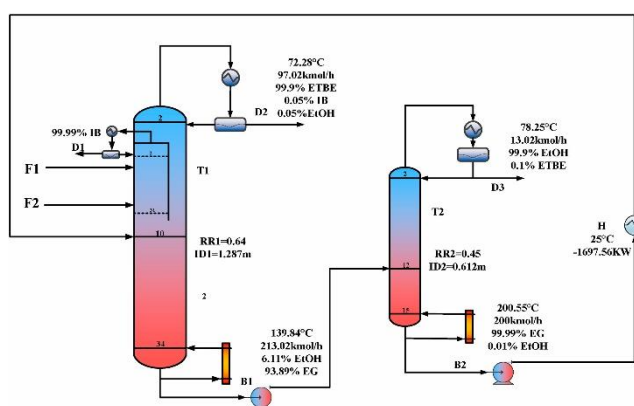 72.28°C
97.02kmol/h
99.9% ETBE
0.05% IB
0.05%EtOH
D2
2
99.99% IB
D1
1
F1
F2
T1
10
RR1=0.64
ID1=1.287m
2
34
139.84°C
213.02kmol/h
6.11% EtOH
93.89% EG
B1
78.25°C
13.02kmol/h
99.9% EtOH
0.1% ETBE
D3
2
T2
12
RR2=0.45
ID2=0.612m
200.55°C
200kmol/h
99.99% EG
0.01% EtOH
B2
H
25°C
-1697.56KW